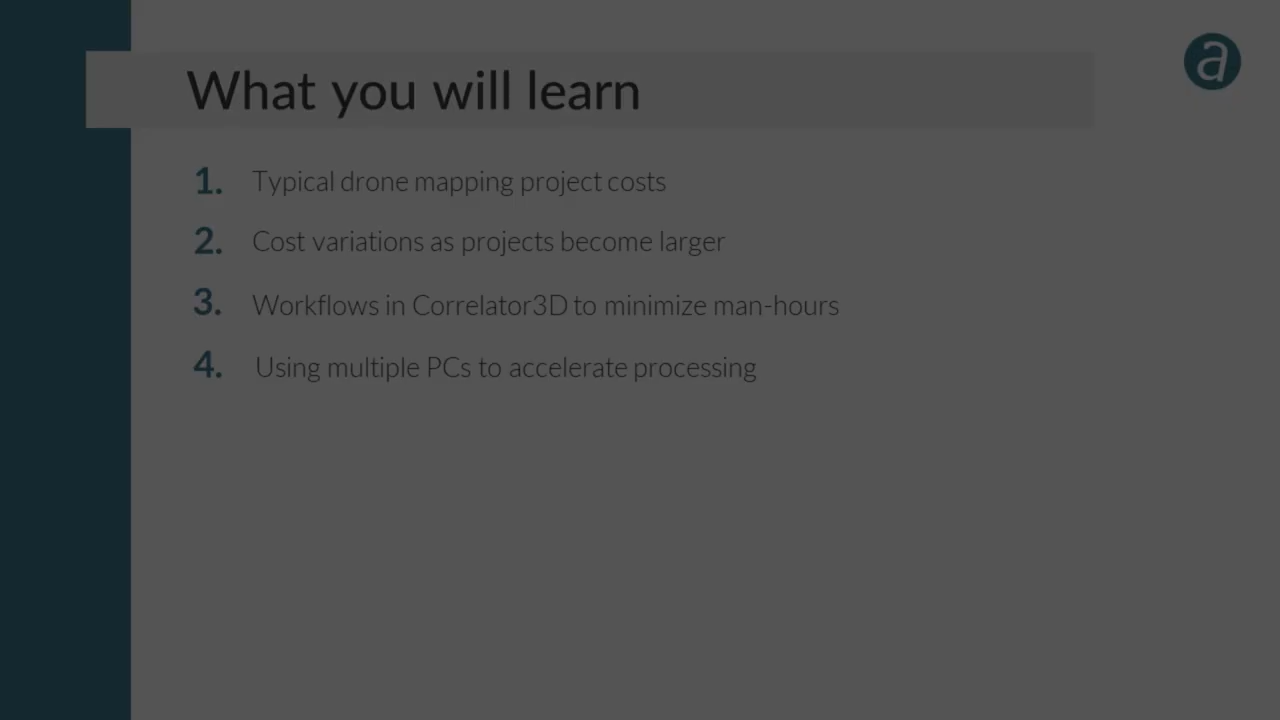 a
What you will learn
1. Typical drone mapping project costs
2. Cost variations as projects become larger
3. Workflows in Correlator3D to minimize man-hours
4. Using multiple PCs to accelerate processing